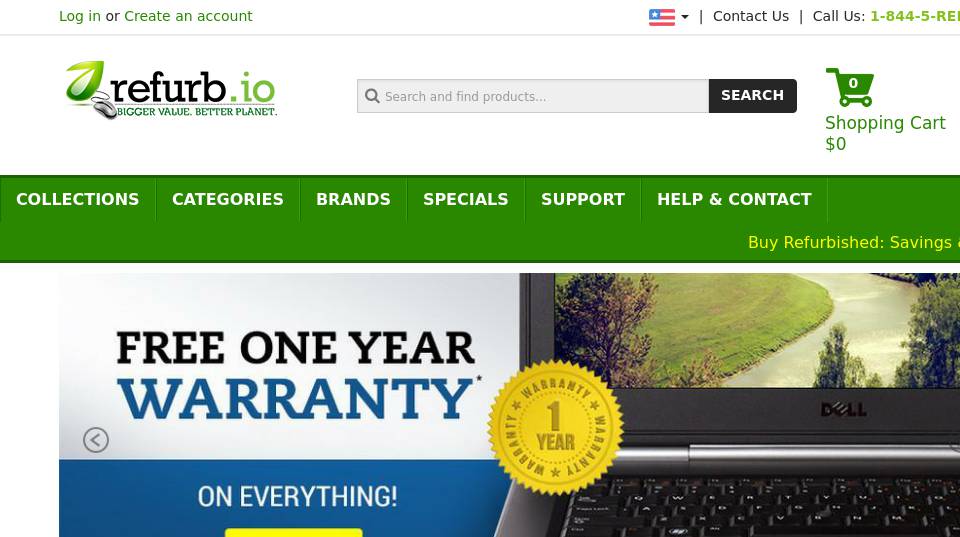 Log in or Create an account
| Contact Us | Call Us: 1-844-5-RE
refurb.io
BIGGER VALUE. BETTER PLANET.
Search and find products...
SEARCH
0
Shopping Cart
$0
COLLECTIONS CATEGORIES BRANDS SPECIALS SUPPORT HELP & CONTACT
Buy Refurbished: Savings &
FREE ONE YEAR
WARRANTY*
WARRANTY WARRANTY WARRANTY
1
YEAR
DELL
ON EVERYTHING!